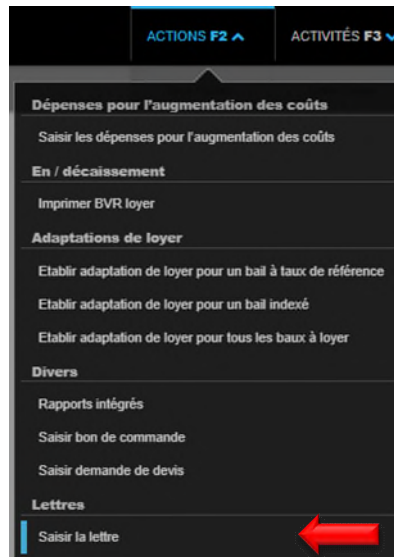 ACTIONS F2 ACTIVITÉS F3
Dépenses pour l'augmentation des coûts
Saisir les dépenses pour l'augmentation des coûts
En / décaissement
Imprimer BVR loyer
Adaptations de loyer
Etablir adaptation de loyer pour un bail à taux de référence
Etablir adaptation de loyer pour un bail indexé
Etablir adaptation de loyer pour tous les baux à loyer
Divers
Rapports intégrés
Saisir bon de commande
Saisir demande de devis
Lettres
Saisir la lettre